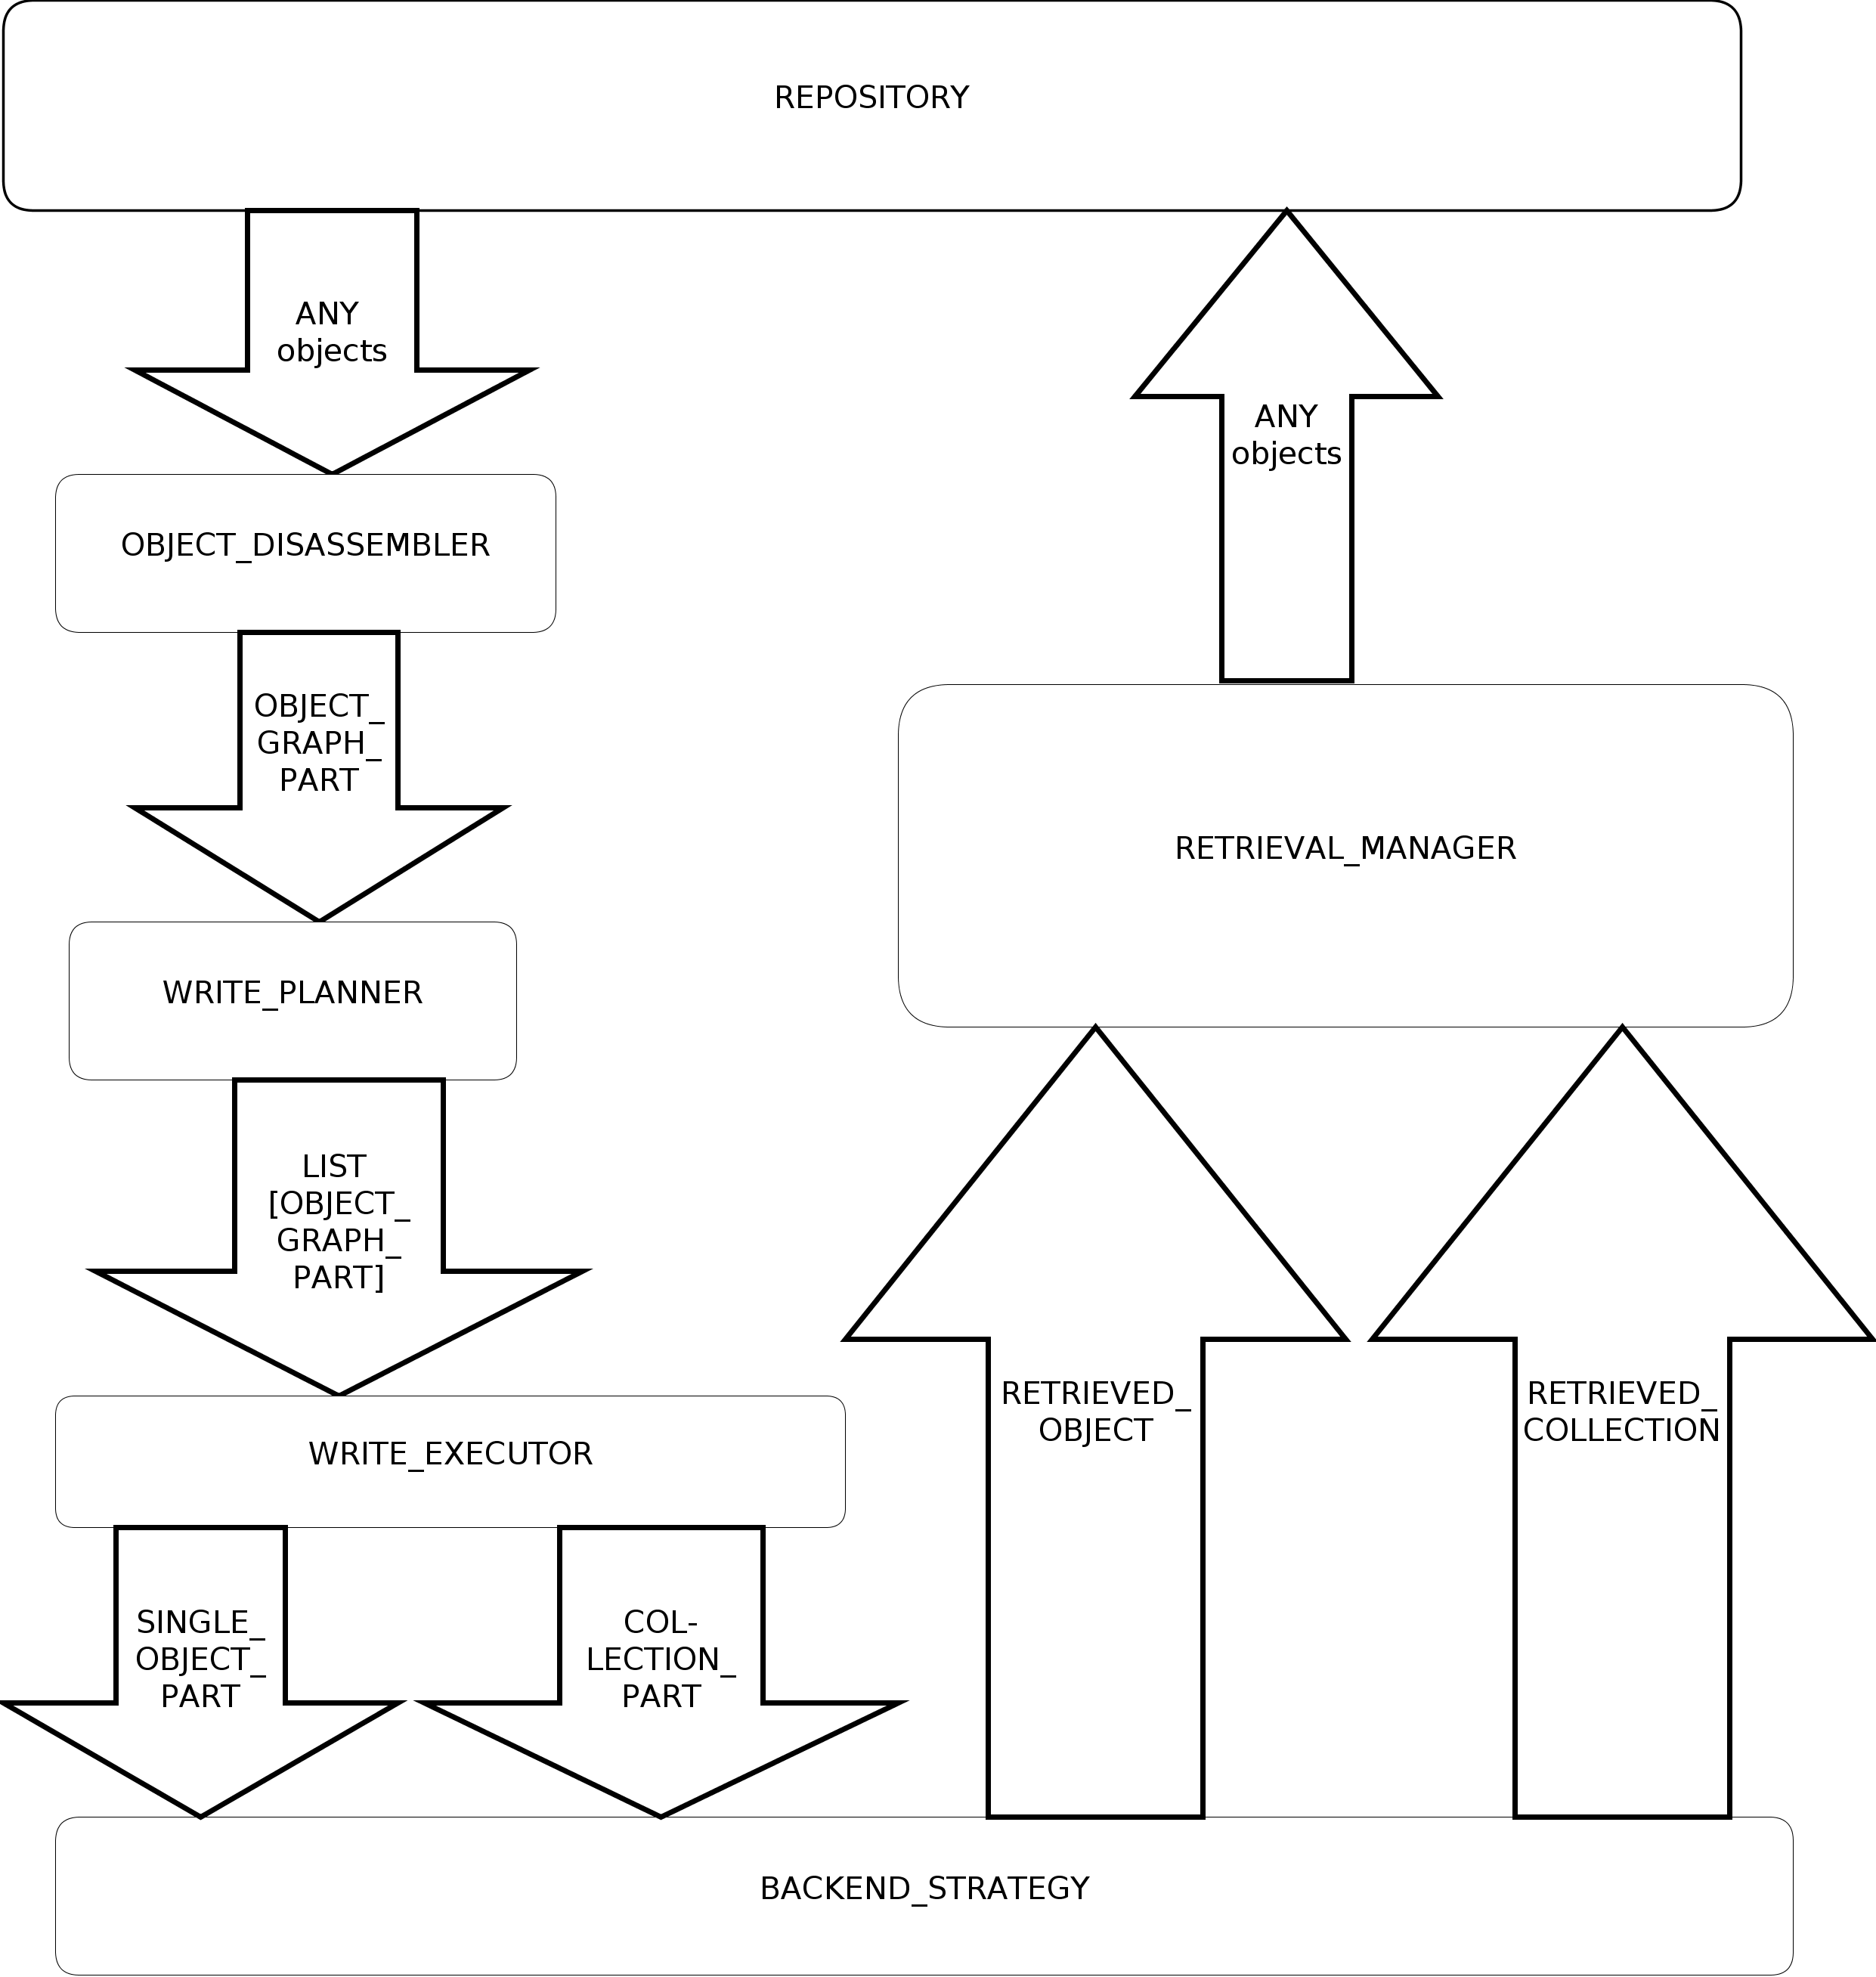 REPOSITORY
ANY
objects
ANY
objects
OBJECT_DISASSEMBLER
OBJECT_
GRAPH_
PART
RETRIEVAL_MANAGER
WRITE_PLANNER
LIST
[OBJECT_
GRAPH_
PART]
RETRIEVED_
OBJECT
RETRIEVED_
COLLECTION
WRITE_EXECUTOR
SINGLE_
OBJECT_
PART
COL-
LECTION_
PART
BACKEND_STRATEGY